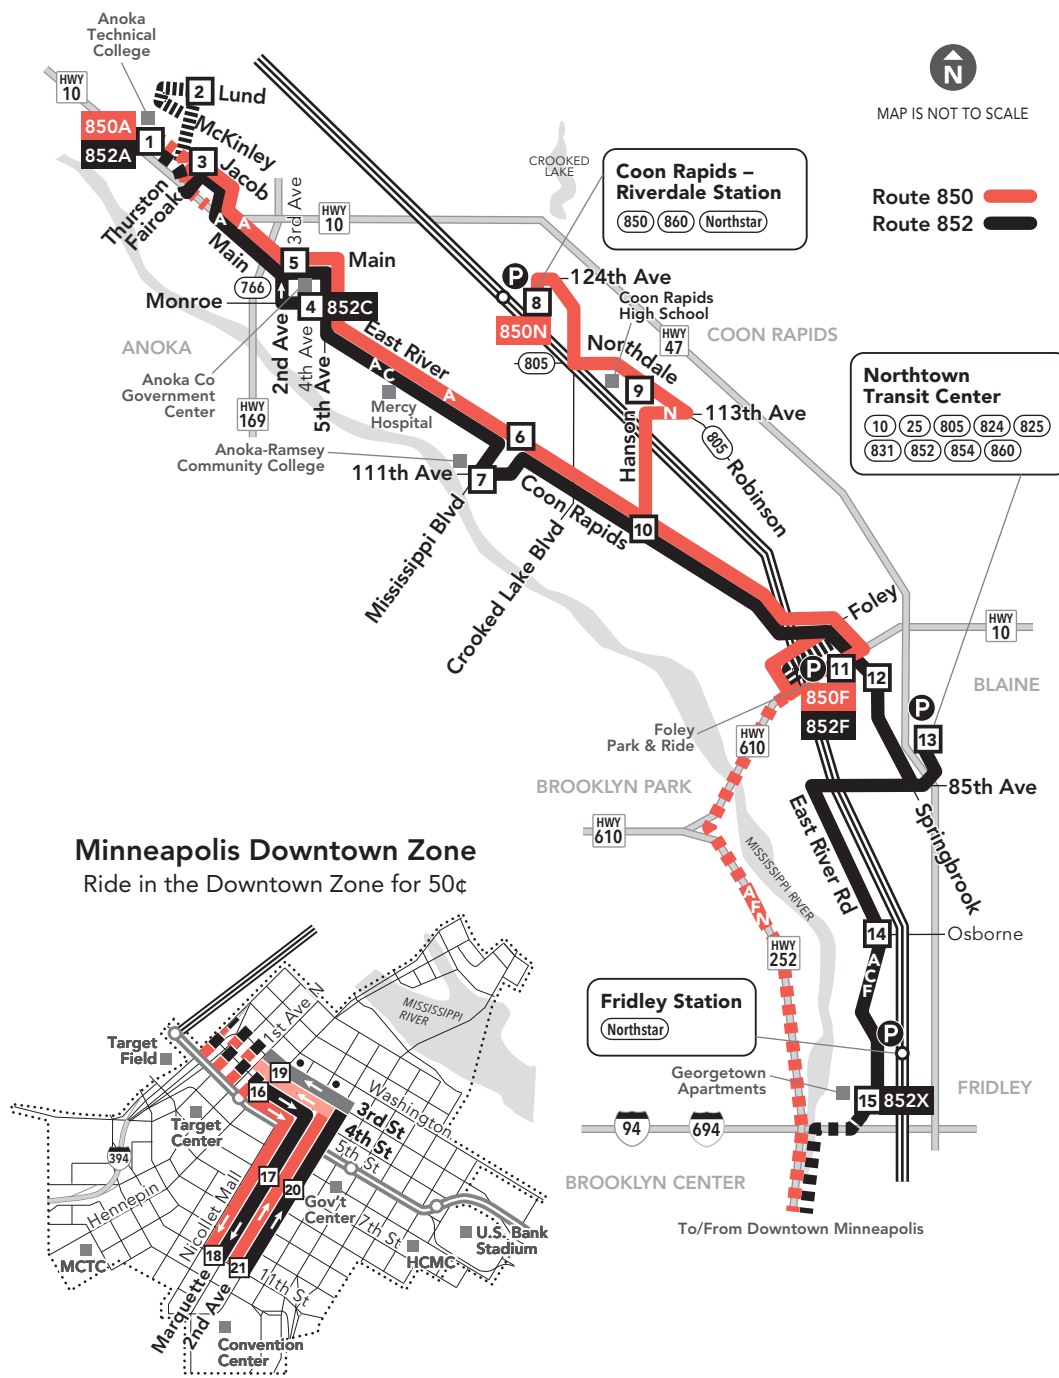 Anoka
Technical
College
HWY
10
2
Lund
McKinley
850A
852A
1
3
Jacob
Thurston
Fairoak
A
A
3rd Ave
HWY
10
Main
5
Main
766
Monroe
4
852C
2nd Ave
4th Ave
5th Ave
ANOKA
Anoka Co
Government
Center
HWY
169
East River
A C
A
Mercy
Hospital
Anoka-Ramsey
Community College
111th Ave
6
7
Mississippi Blvd
Coon Rapids
Crooked Lake Blvd
CROOKED
LAKE
Coon Rapids –
Riverdale Station
850
860
Northstar
N
MAP IS NOT TO SCALE
Route 850
Route 852
P
124th Ave
8
850N
805
Coon Rapids
High School
Northdale
HWY
47
COON RAPIDS
9
N
113th Ave
Hanson
805
Robinson
10
Northtown
Transit Center
10
25
805
824
825
831
852
854
860
Foley
HWY
10
BLAINE
P
11
12
850F
852F
Foley
Park & Ride
HWY
610
P
13
85th Ave
BROOKLYN PARK
HWY
610
Springbrook
East River Rd
MISSISSIPPI RIVER
AFN
HWY
252
14
Osborne
A
C
F
Fridley Station
Northstar
P
Georgetown
Apartments
15
852X
FRIDLEY
94
694
BROOKLYN CENTER
To/From Downtown Minneapolis
Minneapolis Downtown Zone
Ride in the Downtown Zone for 50¢
MISSISSIPPI
RIVER
1st Ave N
Target
Field
19
16
Washington
3rd St
4th St
5th St
Target
Center
394
17
20
Gov't
Center
Hennepin
Nicollet Mall
7th St
U.S. Bank
Stadium
HCMC
MCTC
18
21
11th St
Marquette
2nd Ave
Convention
Center